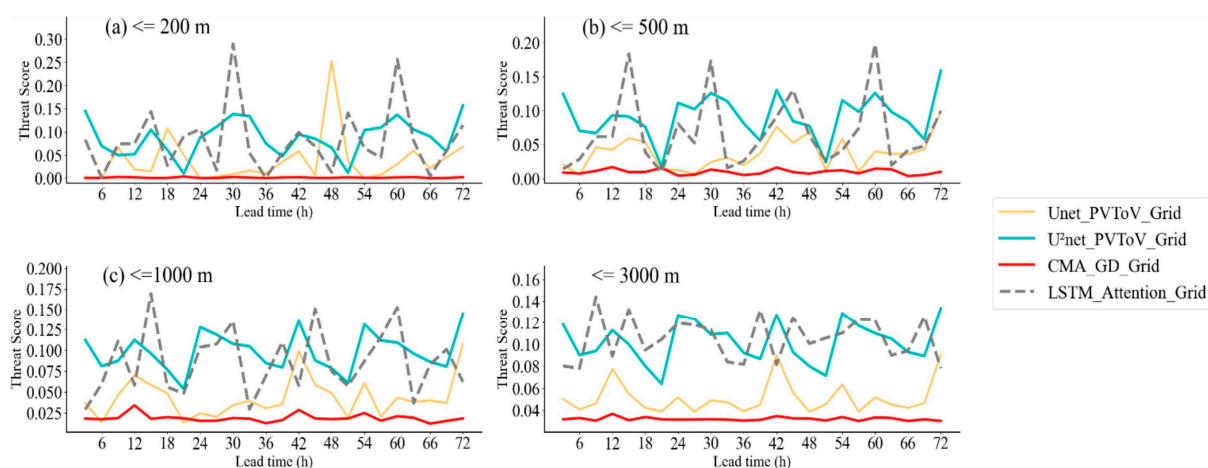 (a) <= 200 m
Threat Score
0.30
0.25
0.20
0.15
0.10
0.05
0.00
6 12 18 24 30 36 42 48 54 60 66 72
Lead time (h)
(b) <= 500 m
Threat Score
0.20
0.15
0.10
0.05
0.00
6 12 18 24 30 36 42 48 54 60 66 72
Lead time (h)
(c) <=1000 m
Threat Score
0.200
0.175
0.150
0.125
0.100
0.075
0.050
0.025
6 12 18 24 30 36 42 48 54 60 66 72
Lead time (h)
<= 3000 m
Threat Score
0.16
0.14
0.12
0.10
0.08
0.06
0.04
6 12 18 24 30 36 42 48 54 60 66 72
Lead time (h)
Unet_PVToV_Grid
U²net_PVToV_Grid
CMA_GD_Grid
LSTM_Attention_Grid